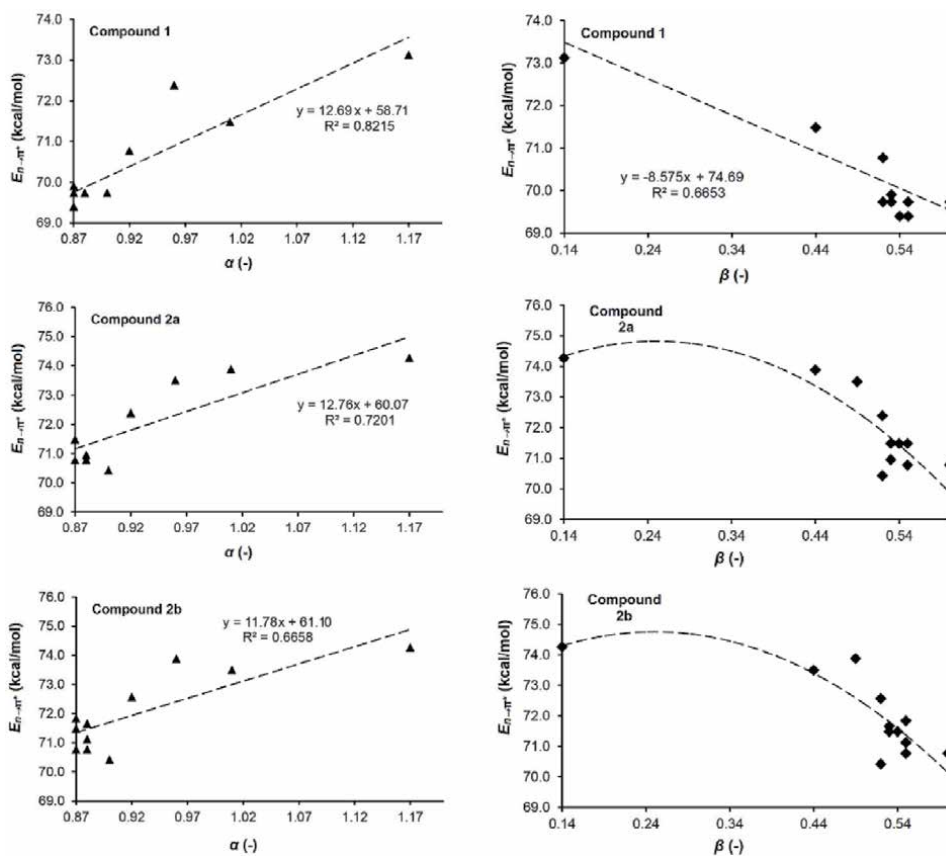 Compound 1
E n→π* (kcal/mol)
74.0
73.0
72.0
71.0
70.0
69.0
y = 12.69x + 58.71
R² = 0.8215
0.87 0.92 0.97 1.02 1.07 1.12 1.17
α (-)
Compound 1
E n→π* (kcal/mol)
74.0
73.0
72.0
71.0
70.0
69.0
y = -8.575x + 74.69
R² = 0.6653
0.14 0.24 0.34 0.44 0.54
β (-)
Compound 2a
E n→π* (kcal/mol)
76.0
75.0
74.0
73.0
72.0
71.0
70.0
69.0
y = 12.76x + 60.07
R² = 0.7201
0.87 0.92 0.97 1.02 1.07 1.12 1.17
α (-)
Compound
2a
E n→π* (kcal/mol)
76.0
75.0
74.0
73.0
72.0
71.0
70.0
69.0
0.14 0.24 0.34 0.44 0.54
β (-)
Compound 2b
E n→π* (kcal/mol)
76.0
75.0
74.0
73.0
72.0
71.0
70.0
69.0
y = 11.78x + 61.10
R² = 0.6658
0.87 0.92 0.97 1.02 1.07 1.12 1.17
α (-)
Compound
2b
E n→π* (kcal/mol)
76.0
75.0
74.0
73.0
72.0
71.0
70.0
69.0
0.14 0.24 0.34 0.44 0.54
β (-)